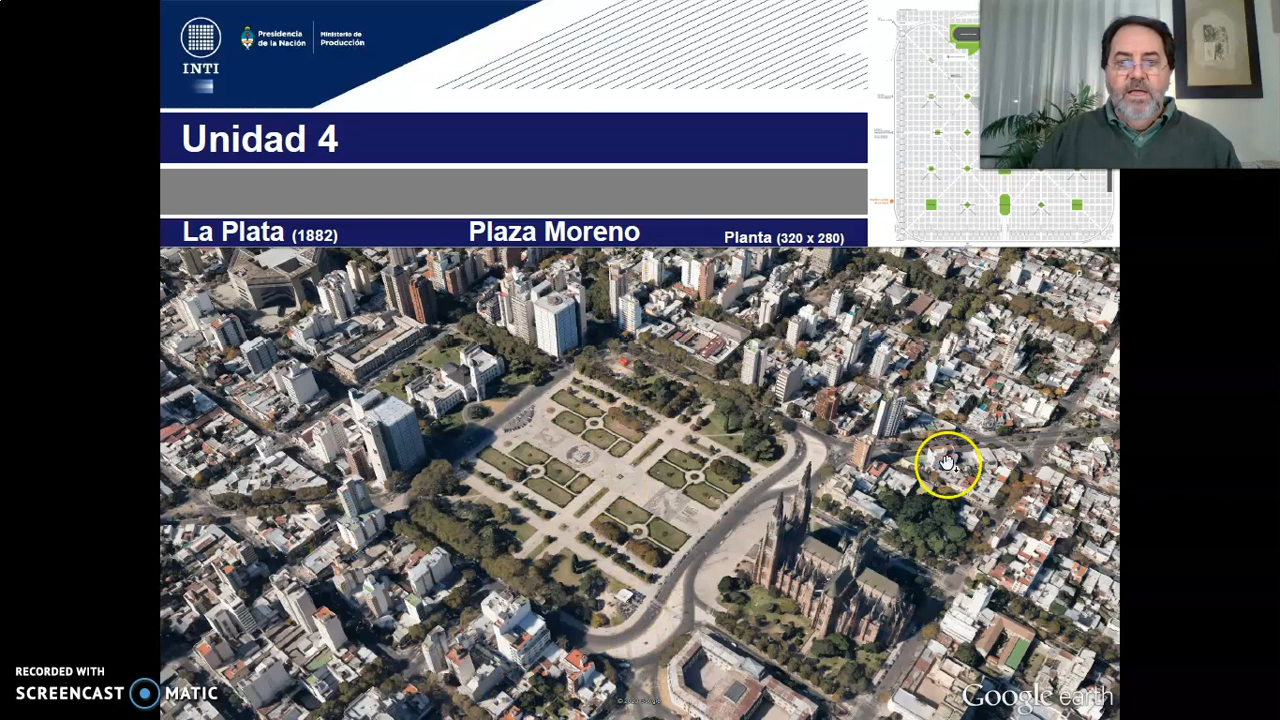 INTI
Presidencia
de la Nación
Ministerio de
Producción
Unidad 4
La Plata (1882)
Plaza Moreno
Planta (320 x 280)
RECORDED WITH
SCREENCAST MATIC
Google earth